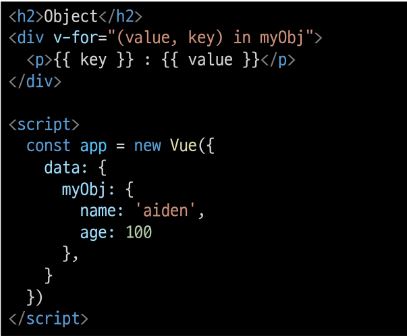 <h2>Object</h2>
<div v-for="(value, key) in myObj">
  <p>{{ key }} : {{ value }}</p>
</div>

<script>
  const app = new Vue({
    data: {
      myObj: {
        name: 'aiden',
        age: 100
      },
    }
  })
</script>